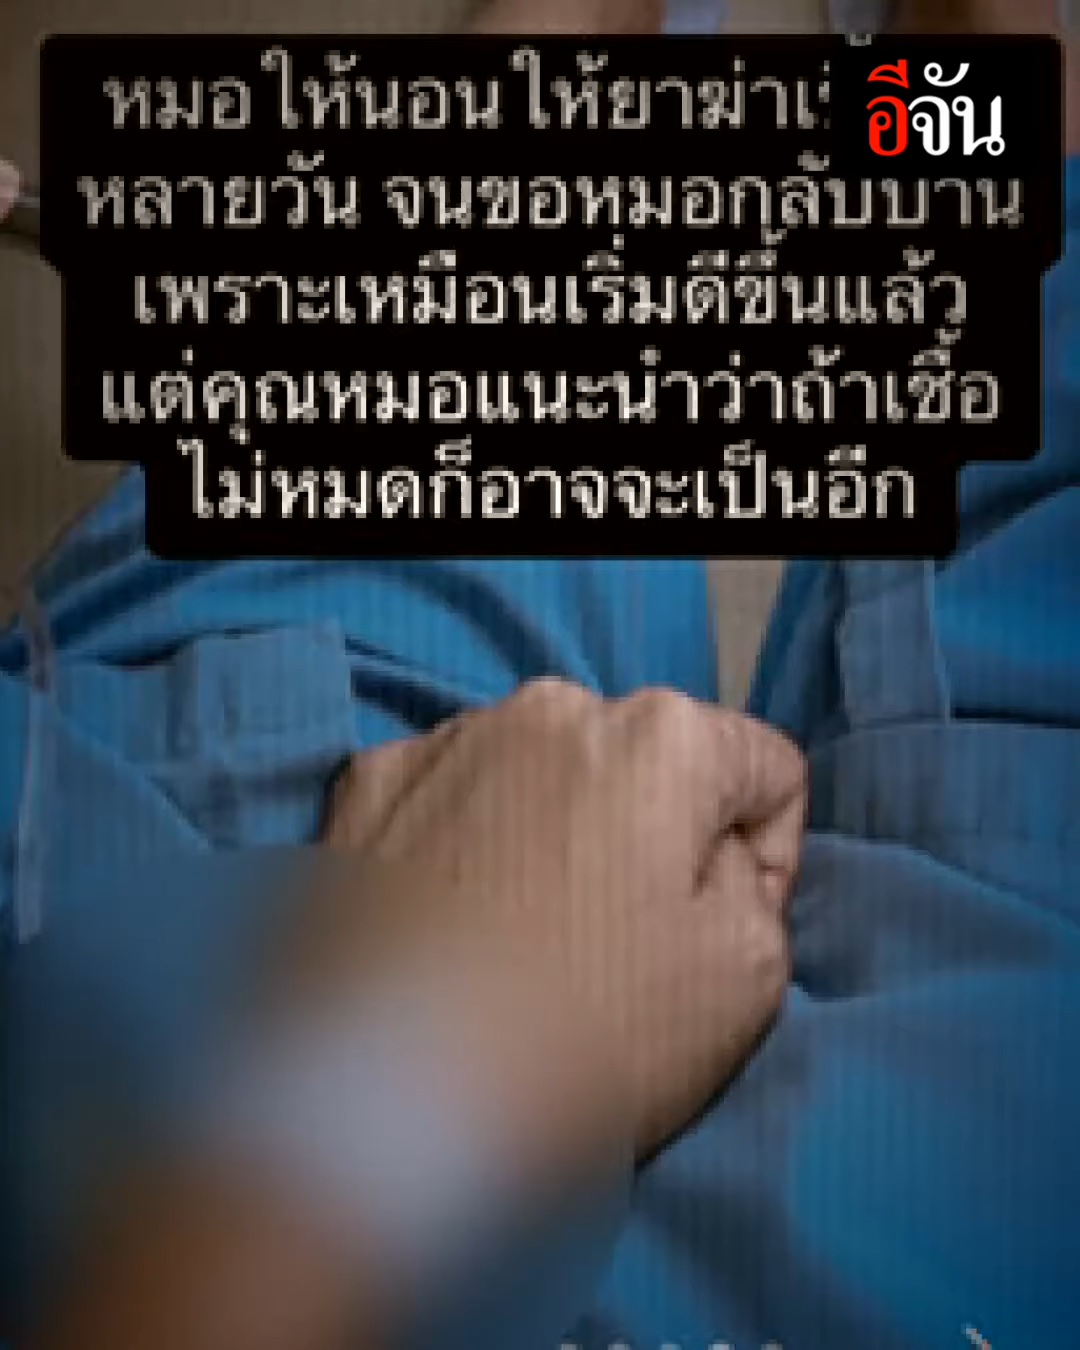 หมอให้นอนให้ยาฆ่า
อีจัน
หลายวัน จนขอหมอกลับบ้าน
เพราะเหมือนเริ่มดีขึ้นแล้ว
แต่คุณหมอแนะนำว่าถ้าเชื้อ
ไม่หมดก็อาจจะเป็นอีก